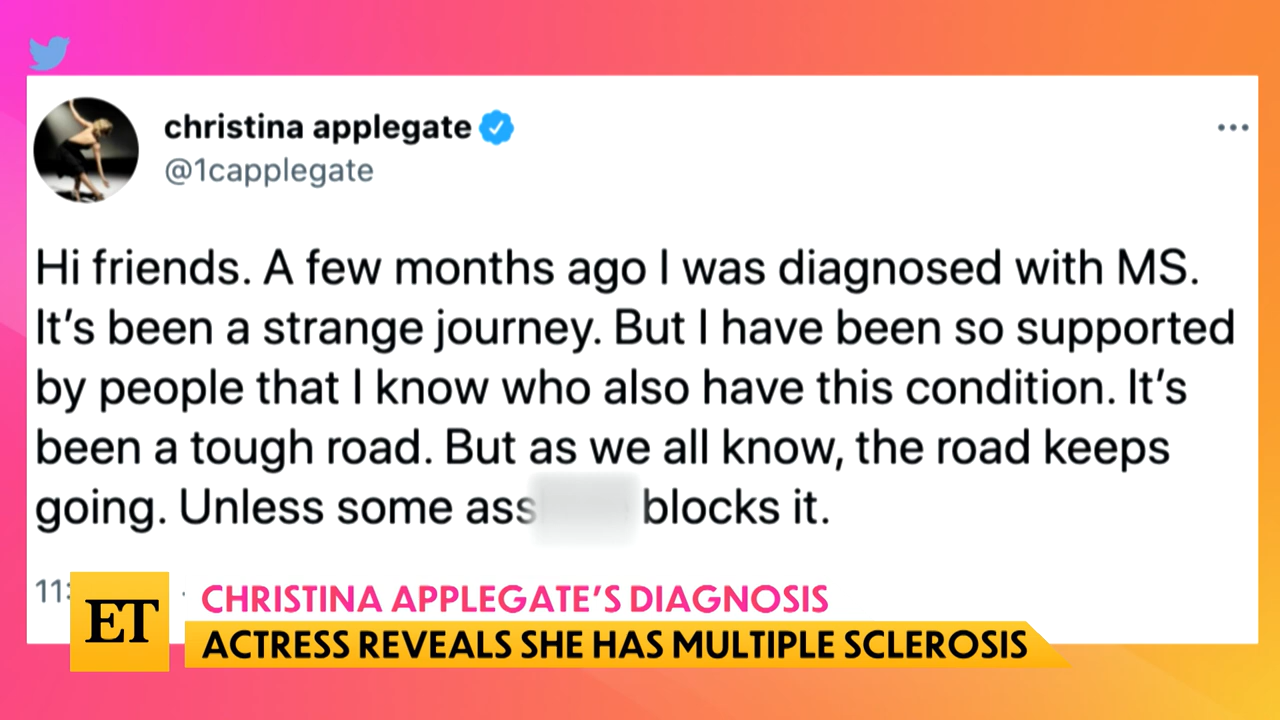 christina applegate
@1capplegate
Hi friends. A few months ago I was diagnosed with MS.
It's been a strange journey. But I have been so supported
by people that I know who also have this condition. It's
been a tough road. But as we all know, the road keeps
going. Unless some ass blocks it.
11:
ET
CHRISTINA APPLEGATE'S DIAGNOSIS
ACTRESS REVEALS SHE HAS MULTIPLE SCLEROSIS